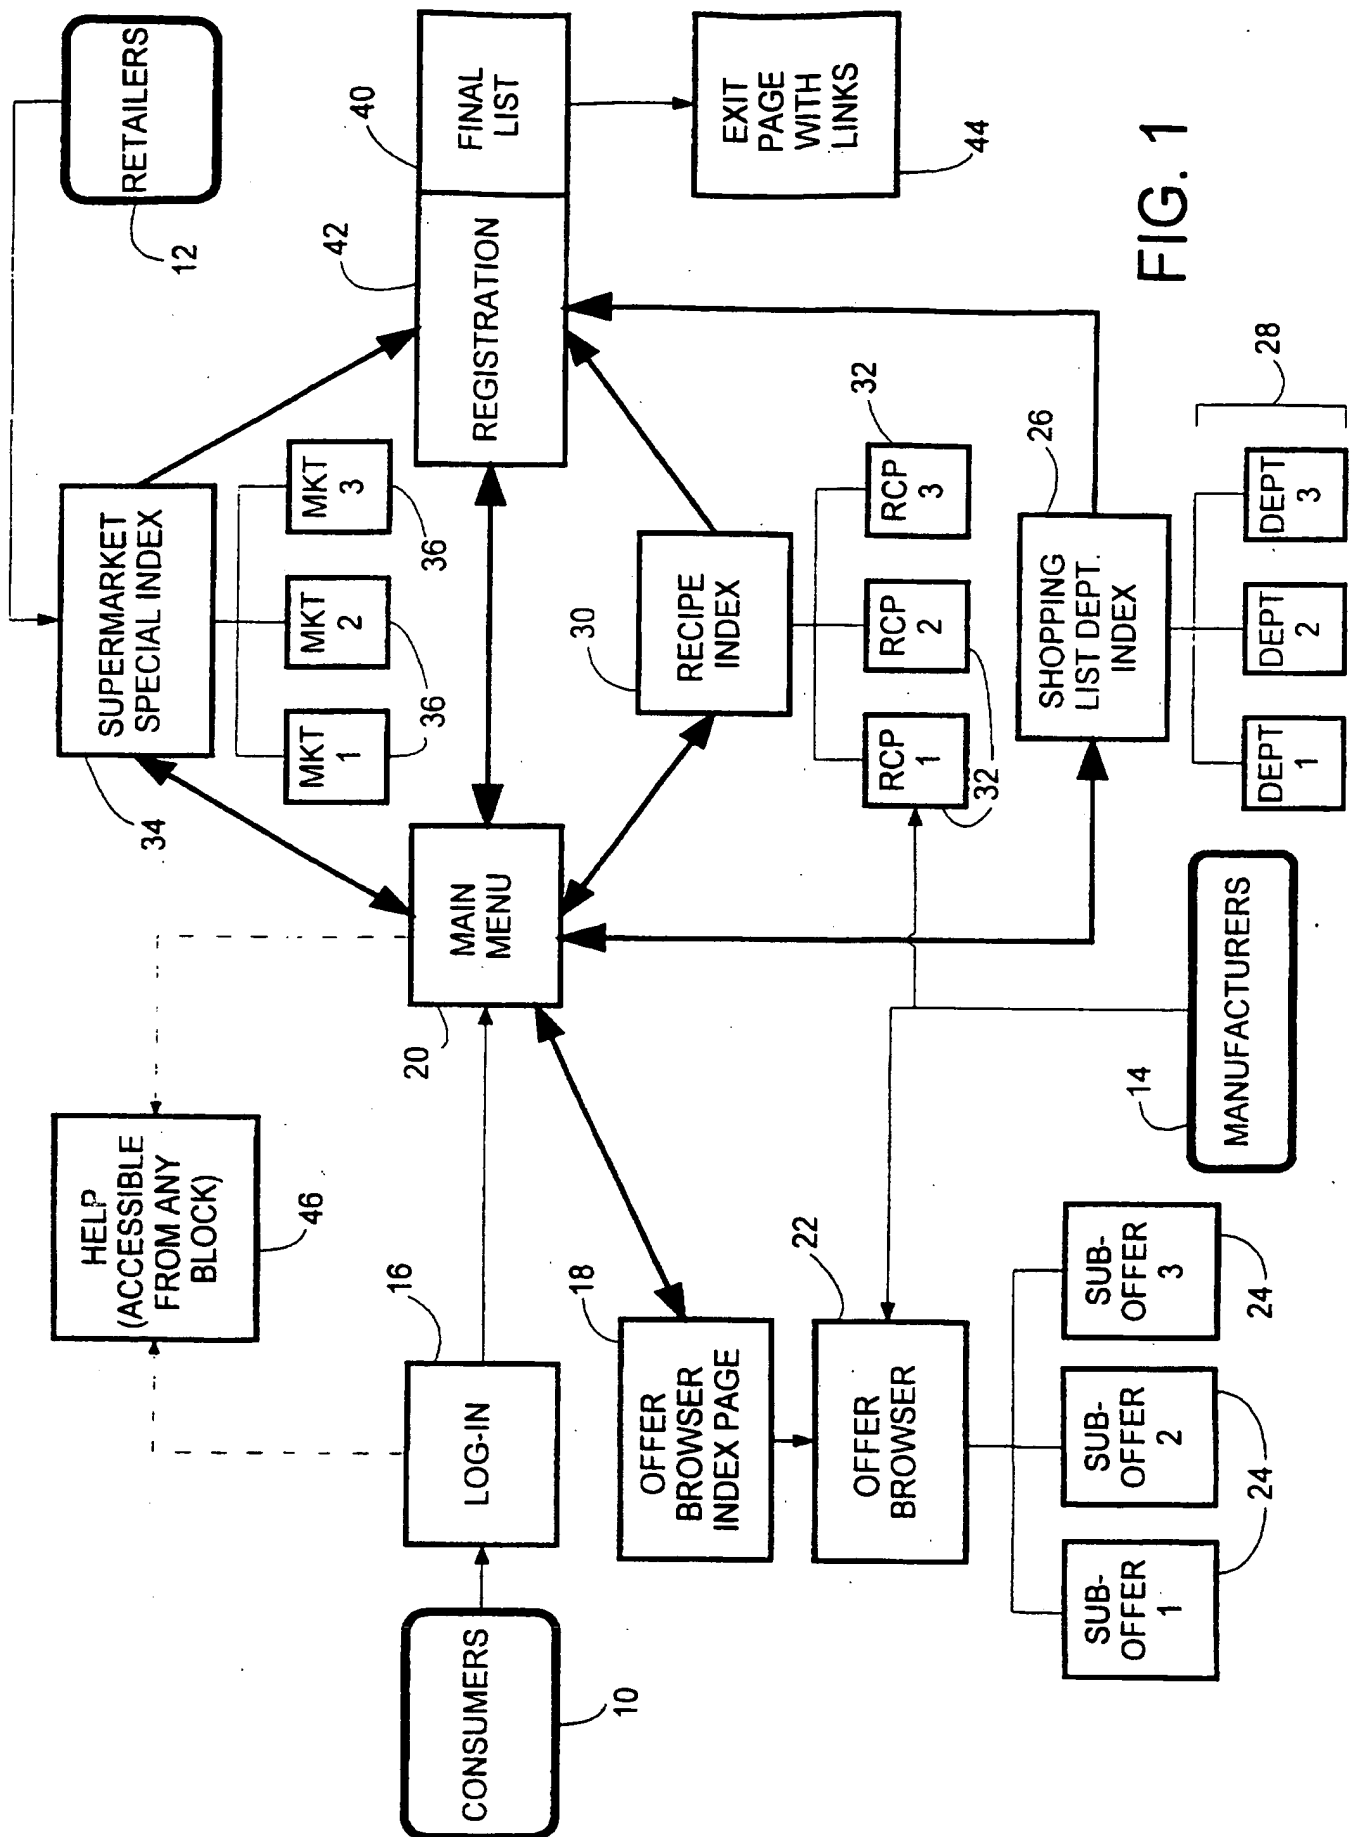 HELP
(ACCESSIBLE
FROM ANY
BLOCK)
46
SUPERMARKET
SPECIAL INDEX
34
RETAILERS
12
MKT
1
MKT
2
MKT
3
36
36
CONSUMERS
10
LOG-IN
16
MAIN
MENU
20
REGISTRATION
42
FINAL
LIST
40
OFFER
BROWSER
INDEX PAGE
18
RECIPE
INDEX
30
EXIT
PAGE
WITH
LINKS
44
OFFER
BROWSER
22
RCP
1
RCP
2
RCP
3
32
32
SUB-
OFFER
1
SUB-
OFFER
2
SUB-
OFFER
3
24
24
SHOPPING
LIST DEPT.
INDEX
26
MANUFACTURERS
14
DEPT
1
DEPT
2
DEPT
3
28
FIG. 1